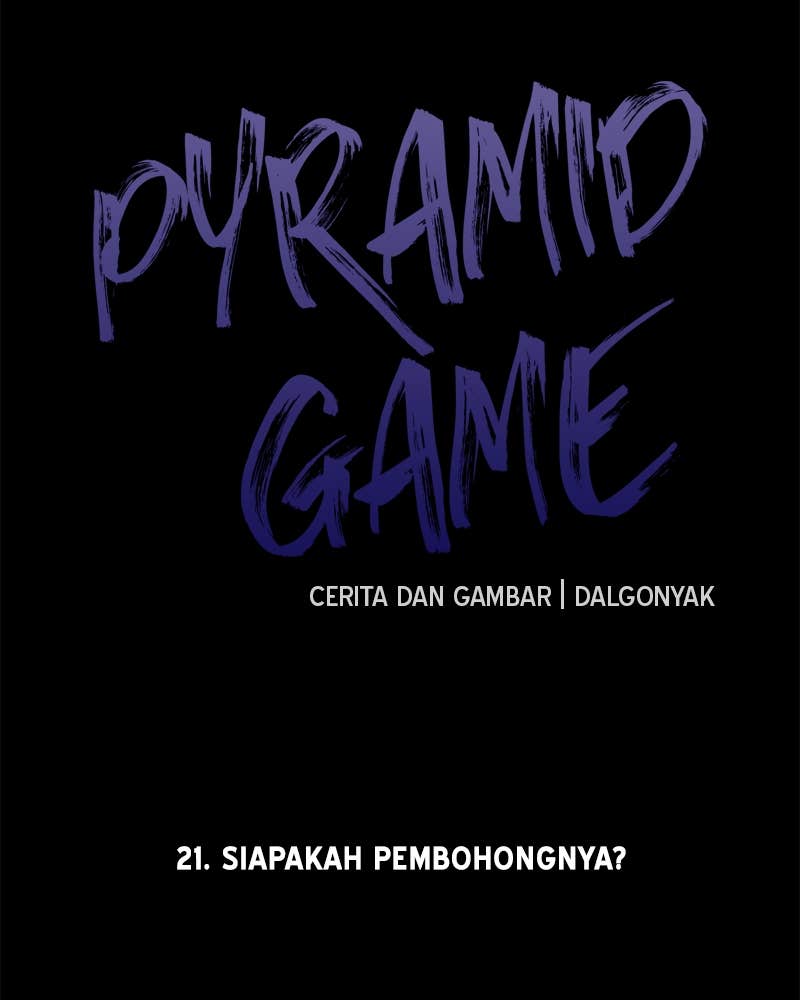 PYRAMID
GAME
CERITA DAN GAMBAR | DALGONYAK
21. SIAPAKAH PEMBOHONGNYA?